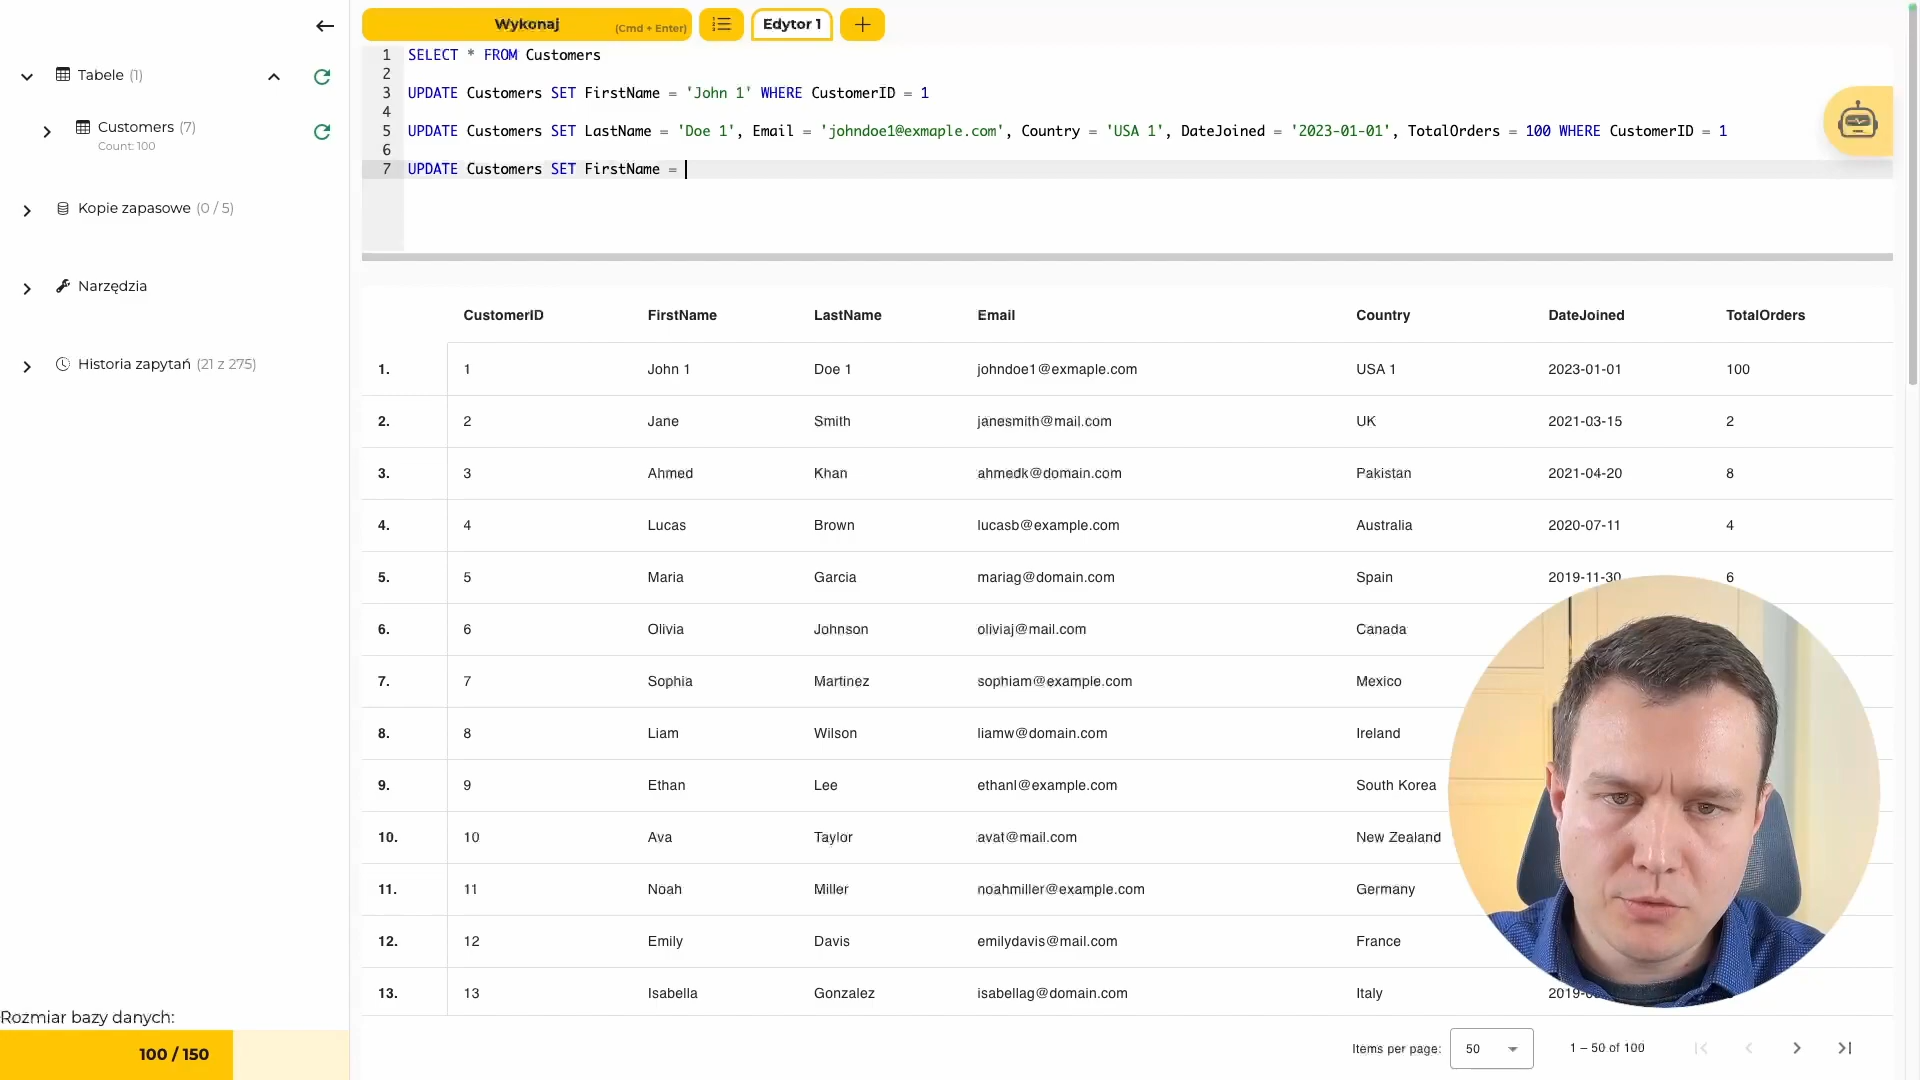 Wykonaj (Cmd + Enter) Edytor 1
Tabele (1)
Customers (7)
Count: 100
Kopie zapasowe (0 / 5)
Narzędzia
Historia zapytań (21 z 275)
Rozmiar bazy danych:
100 / 150
1 SELECT * FROM Customers
2
3 UPDATE Customers SET FirstName = 'John 1' WHERE CustomerID = 1
4
5 UPDATE Customers SET LastName = 'Doe 1', Email = 'johndoe1@exmaple.com', Country = 'USA 1', DateJoined = '2023-01-01', TotalOrders = 100 WHERE CustomerID = 1
6
7 UPDATE Customers SET FirstName =
CustomerID FirstName LastName Email Country DateJoined TotalOrders
1. 1 John 1 Doe 1 johndoe1@exmaple.com USA 1 2023-01-01 100
2. 2 Jane Smith janesmith@mail.com UK 2021-03-15 2
3. 3 Ahmed Khan ahmedk@domain.com Pakistan 2021-04-20 8
4. 4 Lucas Brown lucasb@example.com Australia 2020-07-11 4
5. 5 Maria Garcia mariag@domain.com Spain 2019-11-30 6
6. 6 Olivia Johnson oliviaj@mail.com Canada
7. 7 Sophia Martinez sophiam@example.com Mexico
8. 8 Liam Wilson liamw@domain.com Ireland
9. 9 Ethan Lee ethanl@example.com South Korea
10. 10 Ava Taylor avat@mail.com New Zealand
11. 11 Noah Miller noahmiller@example.com Germany
12. 12 Emily Davis emilydavis@mail.com France
13. 13 Isabella Gonzalez isabellag@domain.com Italy
Items per page: 50 1 – 50 of 100